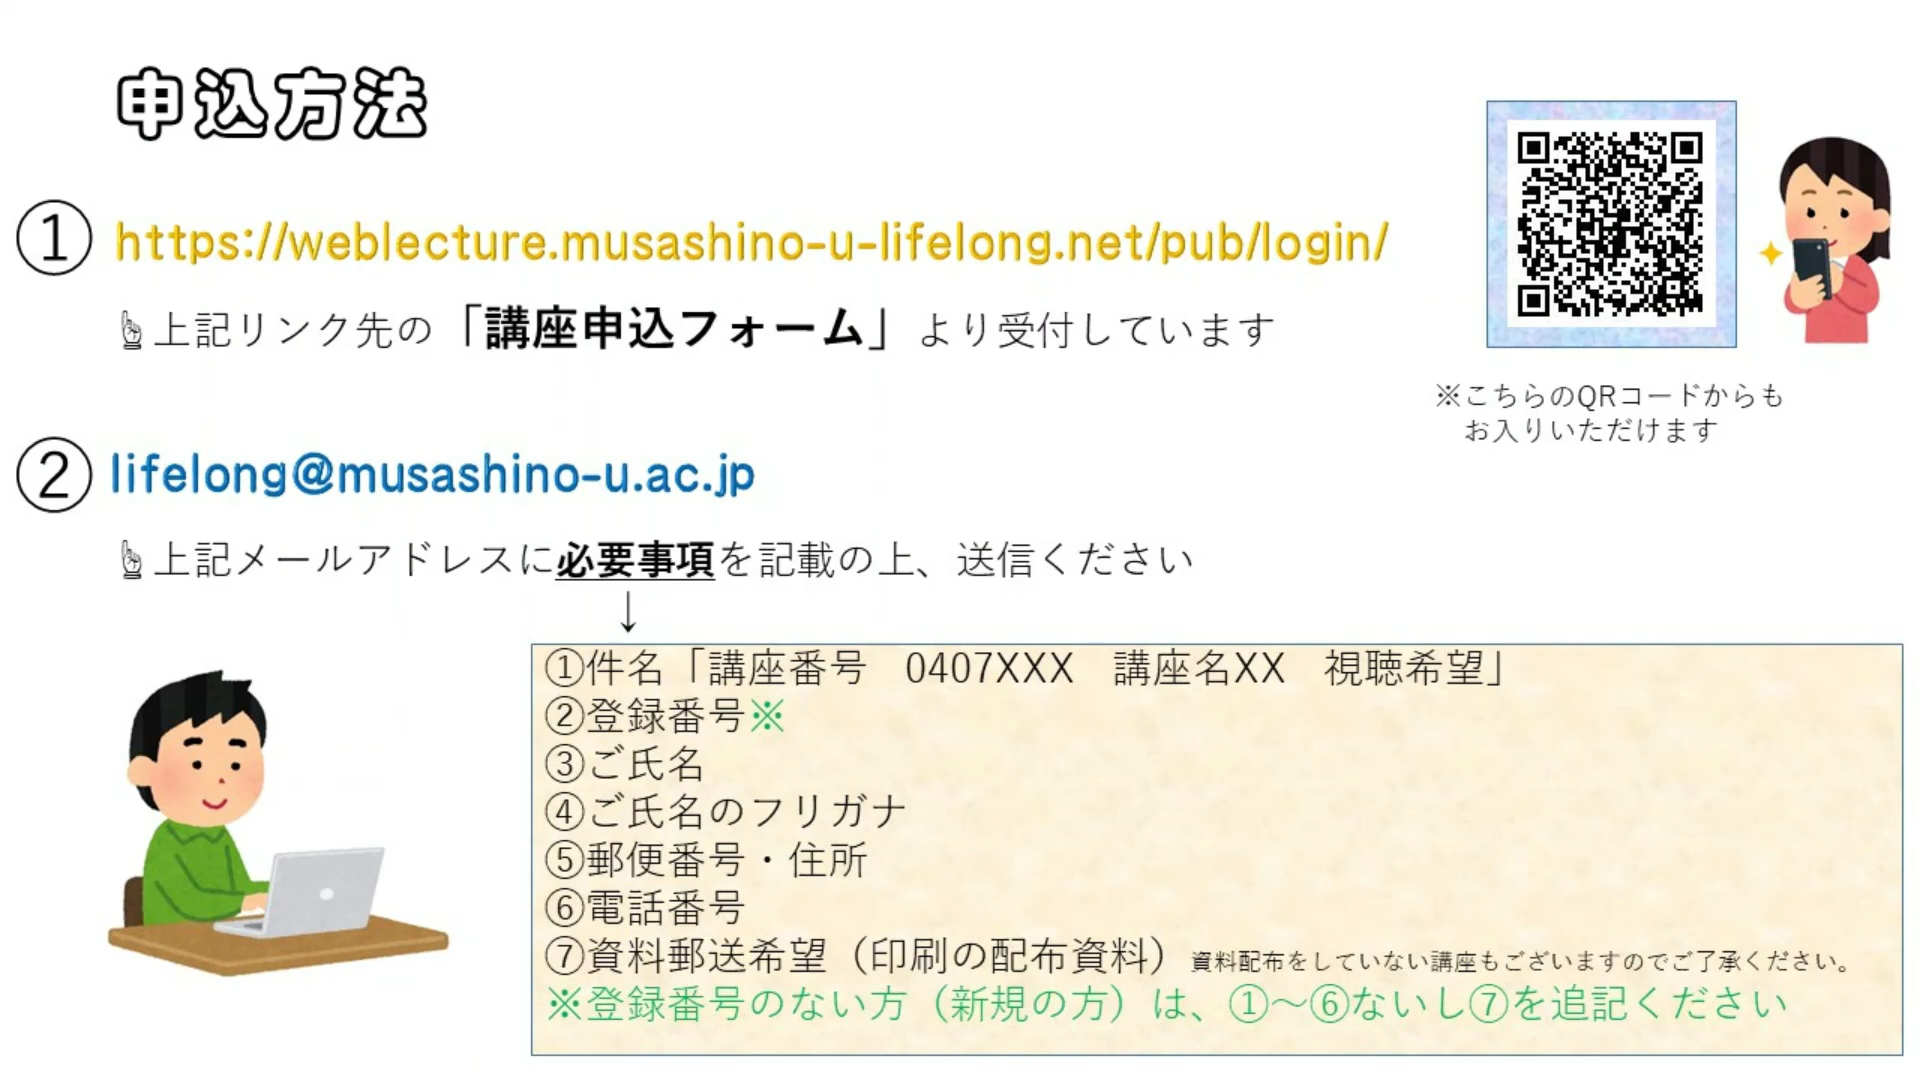 申込方法
① https://weblecture.musashino-u-lifelong.net/pub/login/
☝上記リンク先の「講座申込フォーム」より受付しています
※こちらのQRコードからも
お入りいただけます
② lifelong@musashino-u.ac.jp
☝上記メールアドレスに必要事項を記載の上、送信ください
↓
①件名「講座番号　0407XXX　講座名XX　視聴希望」
②登録番号※
③ご氏名
④ご氏名のフリガナ
⑤郵便番号・住所
⑥電話番号
⑦資料郵送希望（印刷の配布資料）資料配布をしていない講座もございますのでご了承ください。
※登録番号のない方（新規の方）は、①～⑥ないし⑦を追記ください